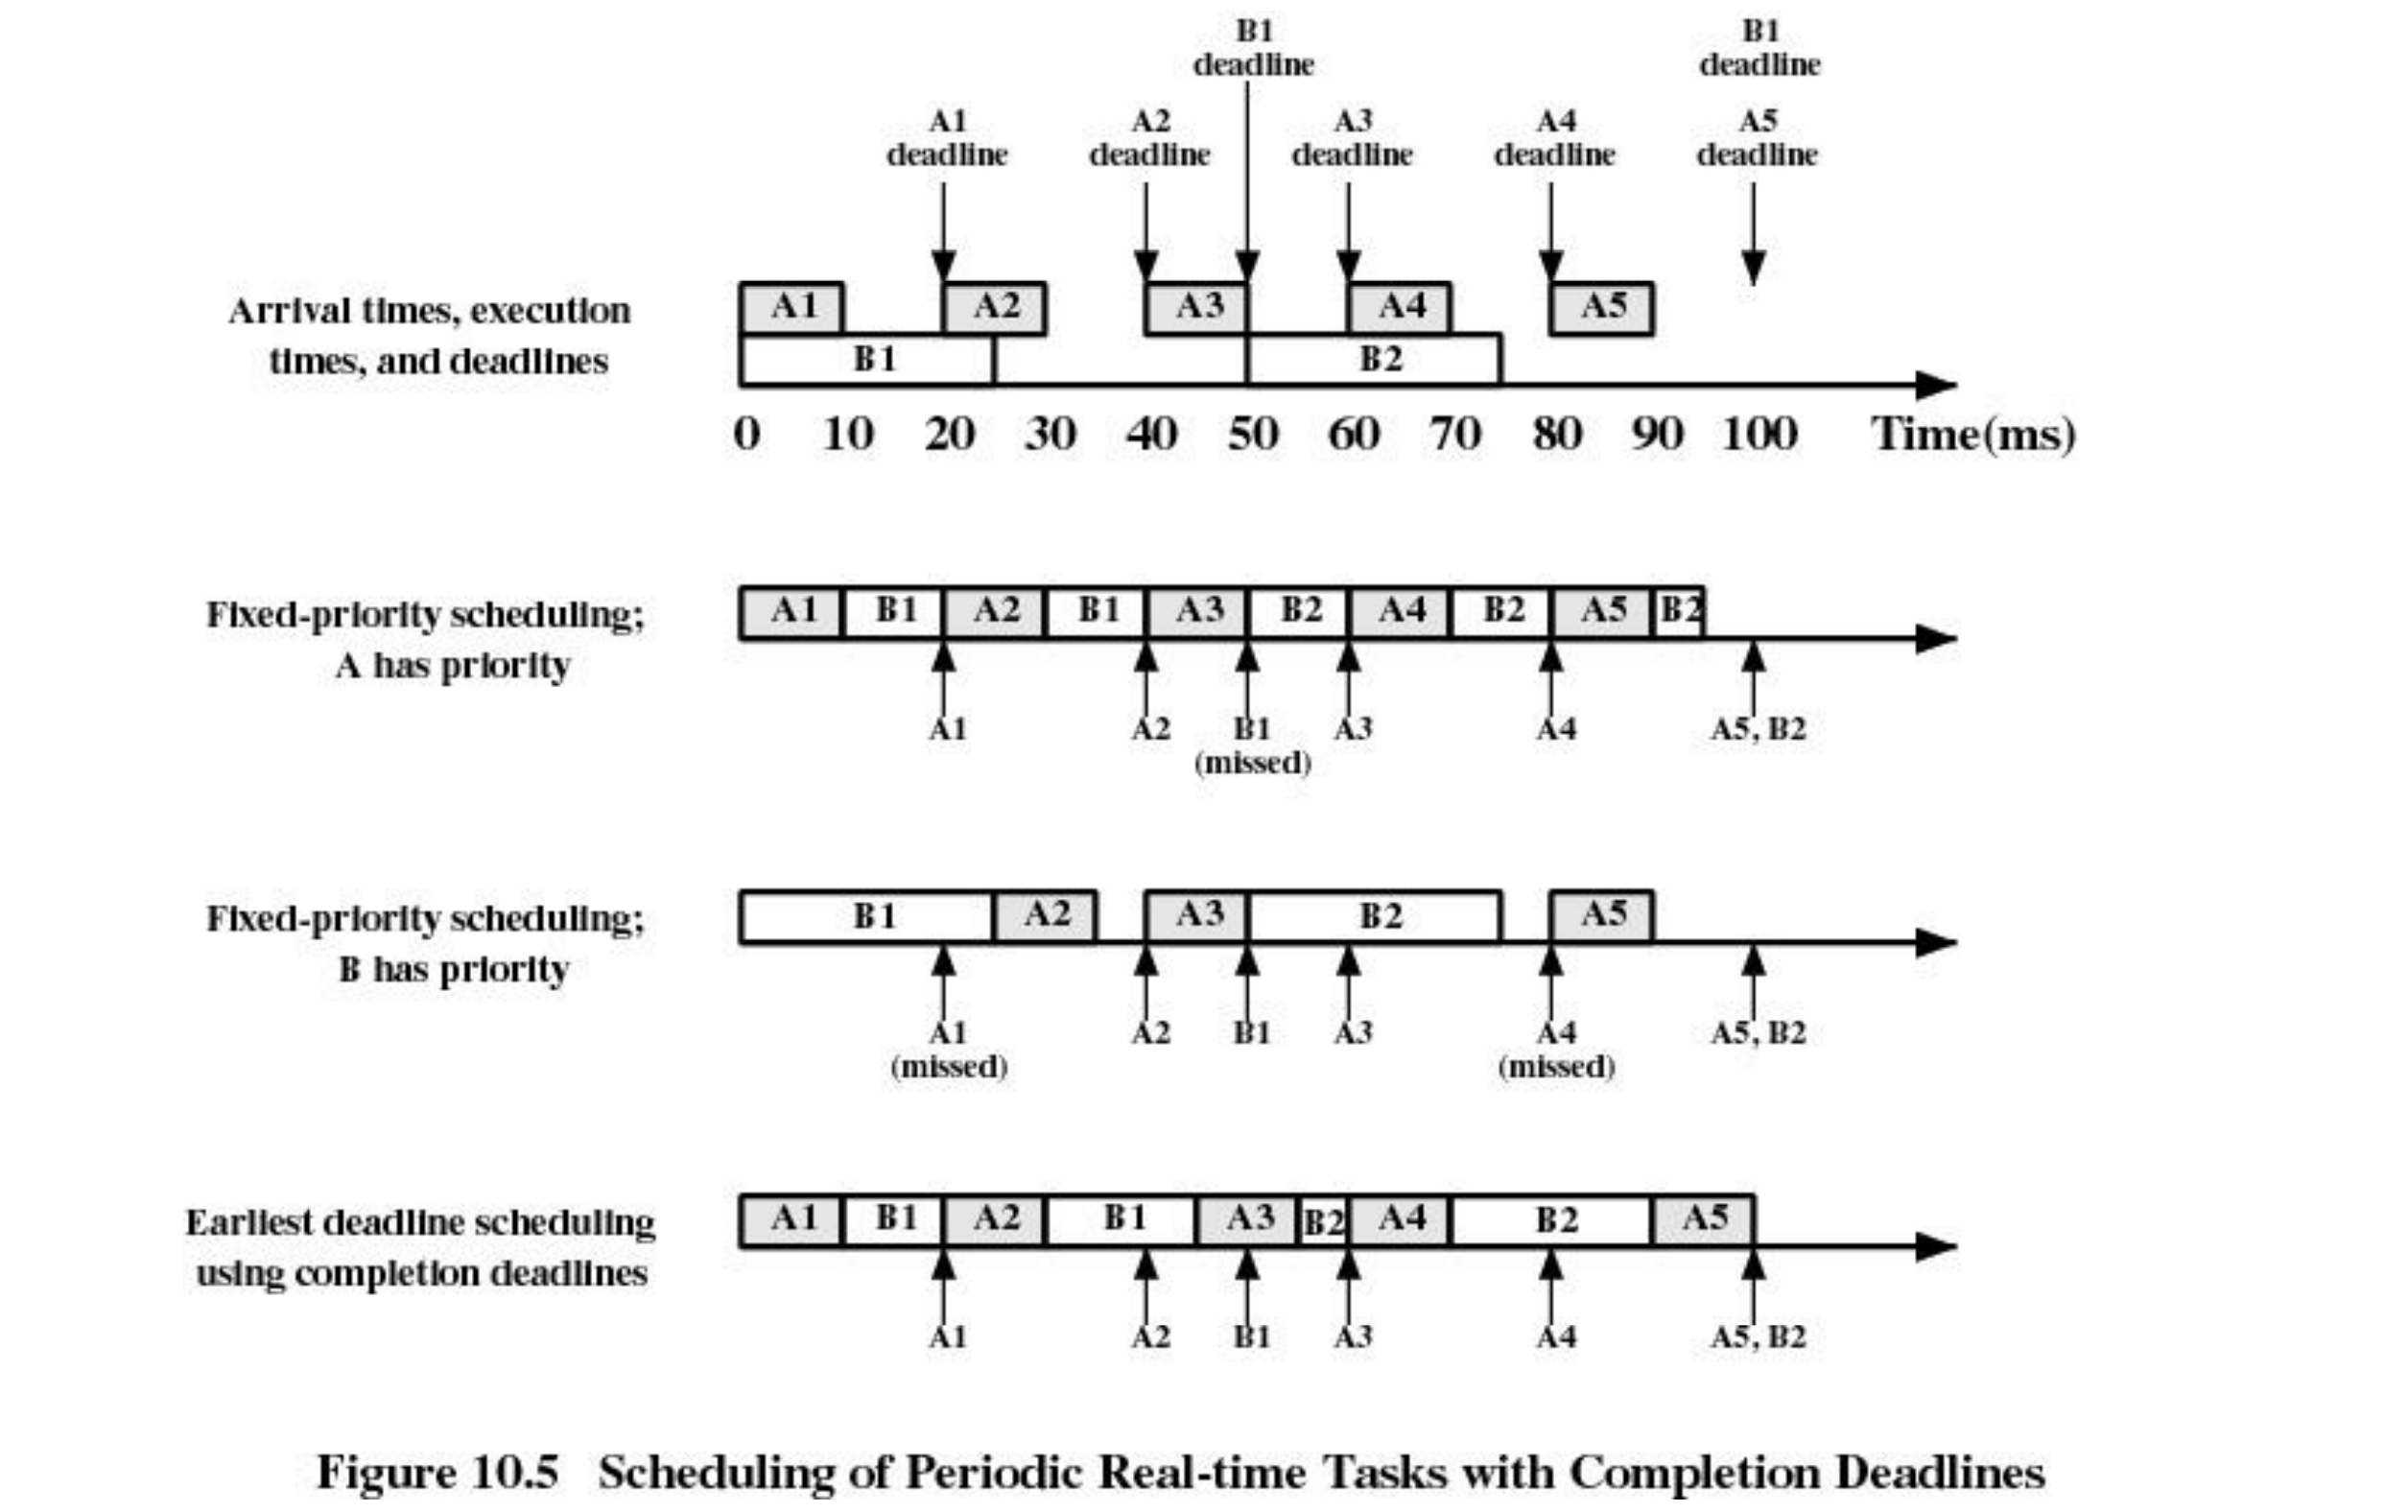 B1
deadline
B1
deadline
A1
deadline
A2
deadline
A3
deadline
A4
deadline
A5
deadline
Arrival times, execution
times, and deadlines
A1 A2 A3 A4 A5
B1 B2
0 10 20 30 40 50 60 70 80 90 100 Time(ms)
Fixed-priority scheduling;
A has priority
A1 B1 A2 B1 A3 B2 A4 B2 A5 B2
A1 A2 B1 A3 A4 A5, B2
(missed)
Fixed-priority scheduling;
B has priority
B1 A2 A3 B2 A5
A1 A2 B1 A3 A4 A5, B2
(missed) (missed)
Earliest deadline scheduling
using completion deadlines
A1 B1 A2 B1 A3 B2 A4 B2 A5
A1 A2 B1 A3 A4 A5, B2
Figure 10.5 Scheduling of Periodic Real-time Tasks with Completion Deadlines